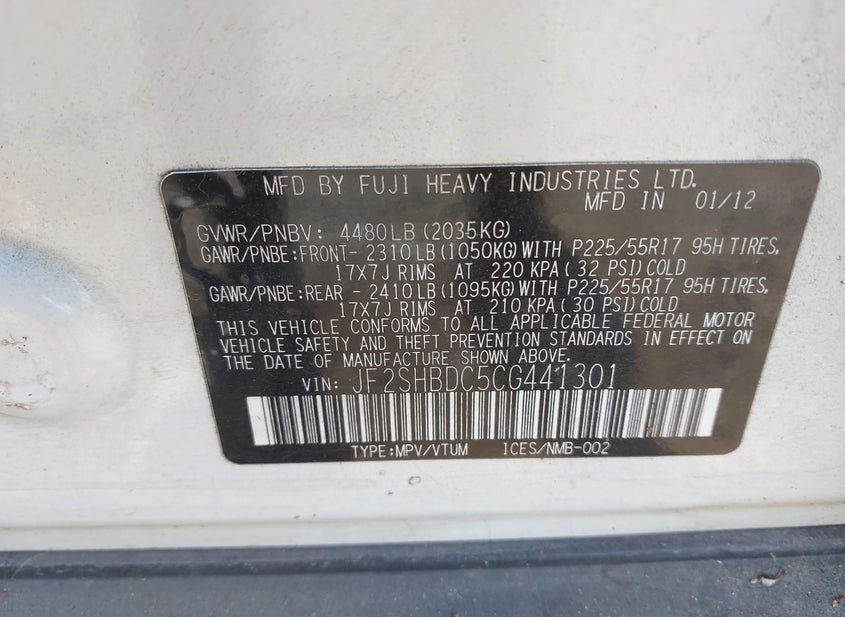 MFD BY FUJI HEAVY INDUSTRIES LTD.
MFD IN 01/12
GVWR/PNBV: 4480LB(2035KG)
GAWR/PNBE:FRONT- 2310LB(1050KG)WITH P225/55R17 95H TIRES,
17X7J RIMS AT 220 KPA(32 PSI)COLD
GAWR/PNBE:REAR - 2410LB(1095KG)WITH P225/55R17 95H TIRES,
17X7J RIMS AT 210 KPA(30 PSI)COLD
THIS VEHICLE CONFORMS TO ALL APPLICABLE FEDERAL MOTOR
VEHICLE SAFETY AND THEFT PREVENTION STANDARDS IN EFFECT ON
THE DATE OF MANUFACTURE SHOWN ABOVE.
VIN: JF2SHBDC5CG441301
TYPE:MPV/VTUM ICES/NMB-002